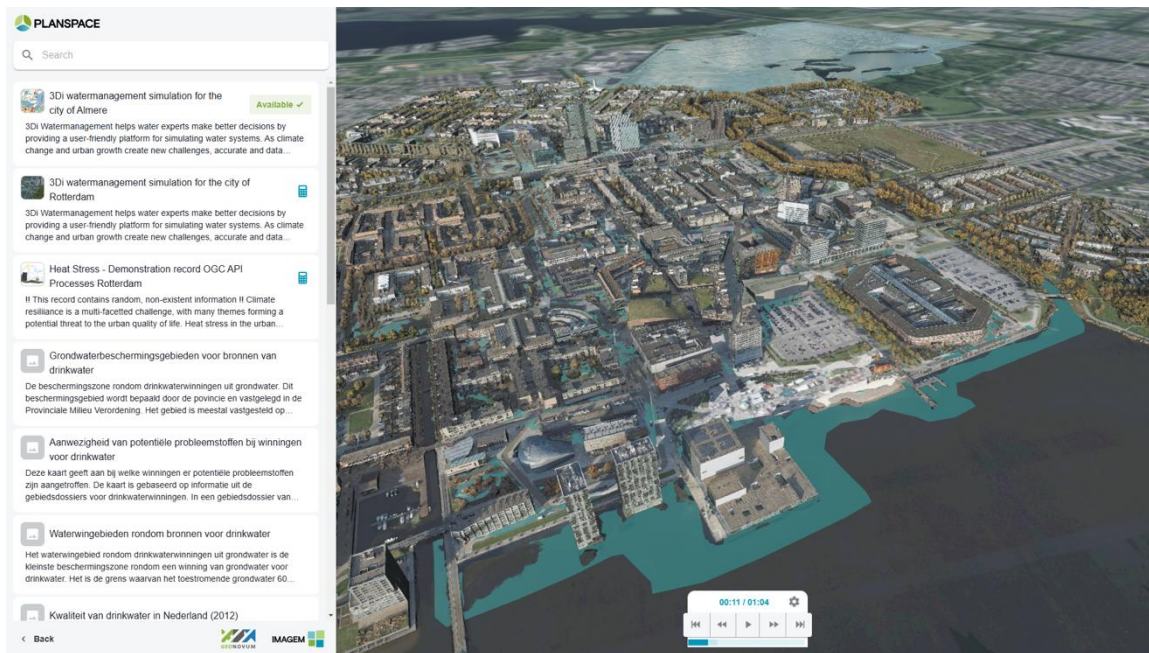 PLANSPACE
Search
3Di watermanagement simulation for the
city of Almere
Available ✓
3Di Watermanagement helps water experts make better decisions by
providing a user-friendly platform for simulating water systems. As climate
change and urban growth create new challenges, accurate and data...
3Di watermanagement simulation for the city of
Rotterdam
3Di Watermanagement helps water experts make better decisions by
providing a user-friendly platform for simulating water systems. As climate
change and urban growth create new challenges, accurate and data...
Heat Stress - Demonstration record OGC API
Processes Rotterdam
!! This record contains random, non-existent information !! Climate
resiliiance is a multi-facetted challenge, with many themes forming a
potential threat to the urban quality of life. Heat stress in the urban...
Grondwaterbeschermingsgebieden voor bronnen van
drinkwater
De beschermingszone rondom drinkwaterwinningen uit grondwater. Dit
beschermingsgebied wordt bepaald door de povincie en vastgelegd in de
Provinciale Milieu Verordening. Het gebied is meestal vastgesteld op...
Aanwezigheid van potentiële probleemstoffen bij winningen
voor drinkwater
Deze kaart geeft aan bij welke winningen er potentiële probleemstoffen
zijn aangetroffen. De kaart is gebaseerd op informatie uit de
gebiedsdossiers voor drinkwaterwinningen. In een gebiedsdossier van...
Waterwingebieden rondom bronnen voor drinkwater
Het waterwingebied rondom drinkwaterwinningen uit grondwater is de
kleinste beschermingszone rondom een winning van grondwater voor
drinkwater. Het is de grens waarvan het toestromende grondwater 60...
Kwaliteit van drinkwater in Nederland (2012)
Back
GEONOVUM
IMAGEM
00:11 / 01:04